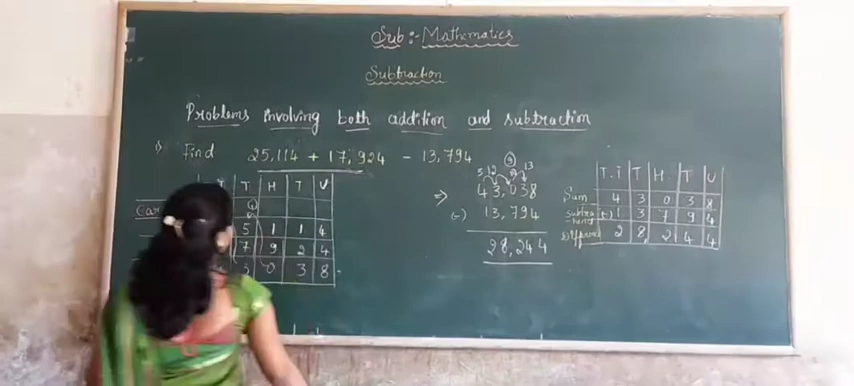 Sub:- Mathematics
Subtraction
Problems involving both addition and subtraction
Find 25,114 + 17,924 - 13,794
T H T U
5 1 1 4
7 9 2 4
3 0 3 8
⇒ 43,038
(-) 13,794
28,244
T.T T H T U
Sum 4 3 0 3 8
(-) 1 3 7 9 4
2 8, 2 4 4